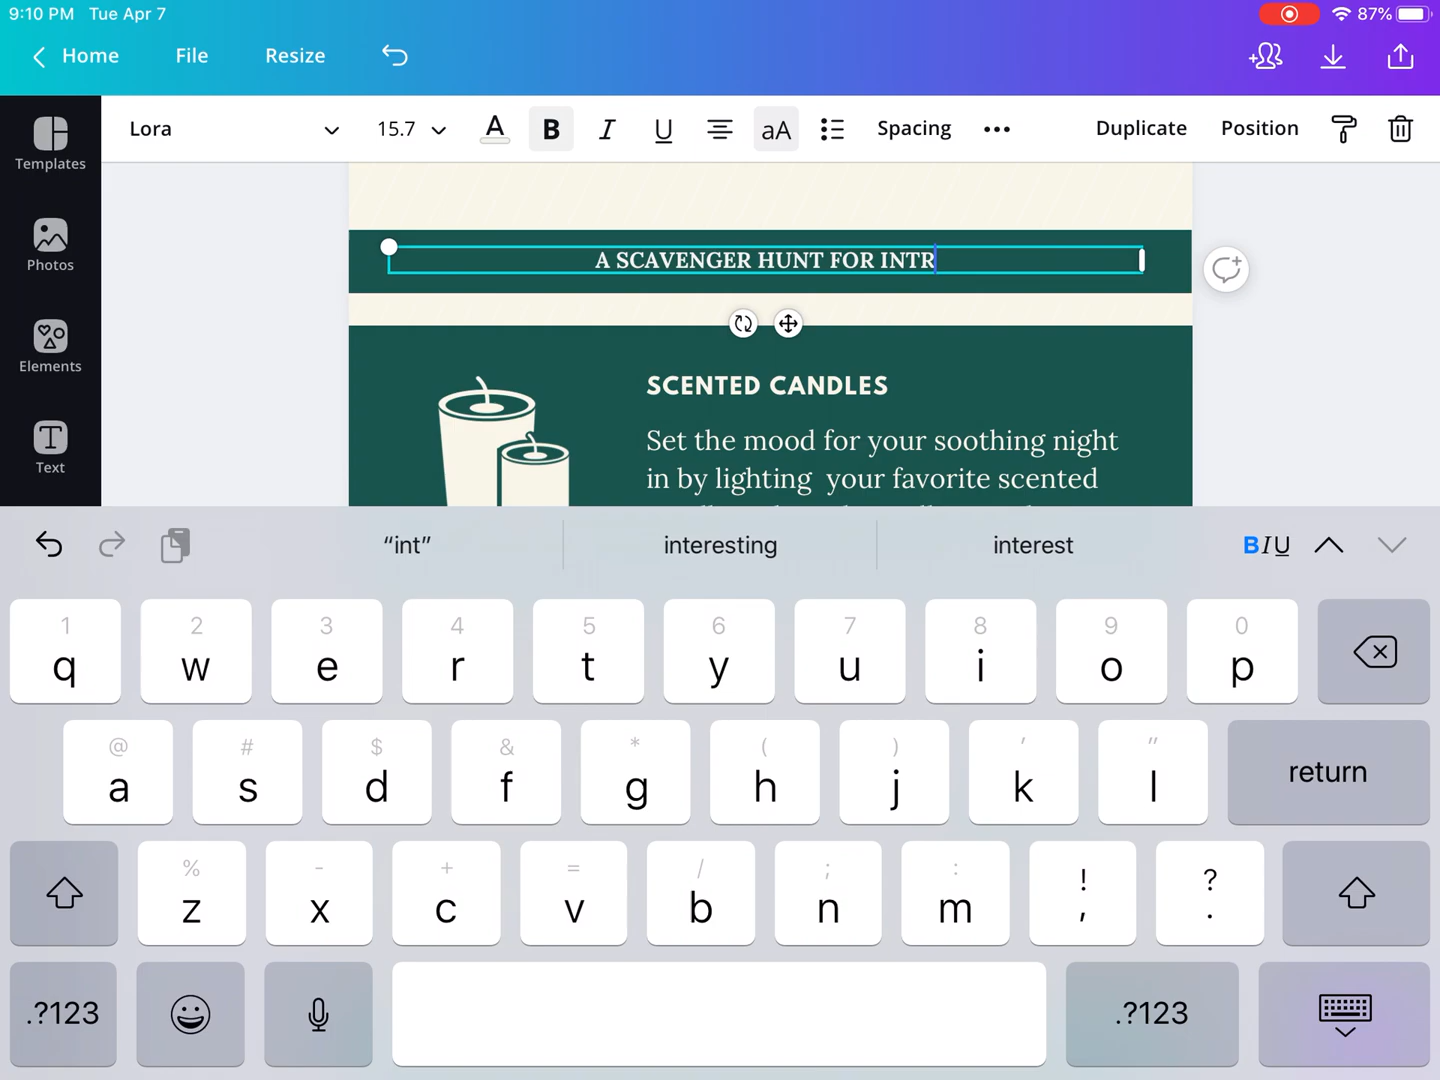 9:10 PM Tue Apr 7
87%
Home File Resize
Lora 15.7 A B I U aA Spacing ••• Duplicate Position
Templates
Photos
Elements
Text
A SCAVENGER HUNT FOR INTR
SCENTED CANDLES
Set the mood for your soothing night
in by lighting your favorite scented
“int” interesting interest BIU
1 2 3 4 5 6 7 8 9 0
q w e r t y u i o p
@ # $ & * ( ) ' "
a s d f g h j k l return
% - + = / ; : ! ?
z x c v b n m , .
.?123 .?123